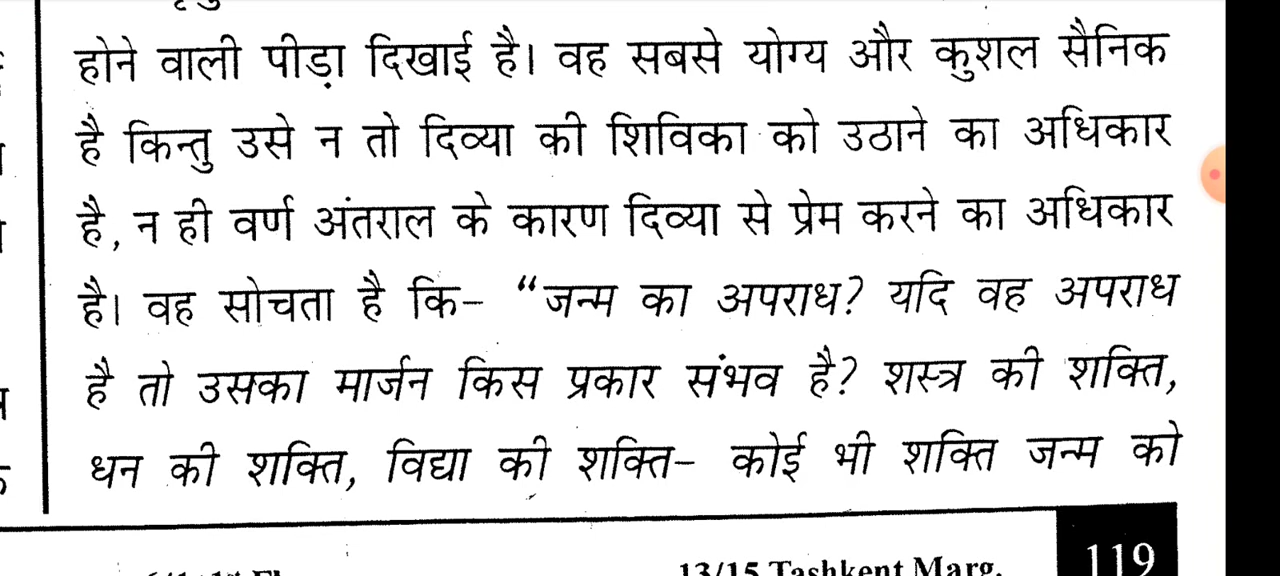 होने वाली पीड़ा दिखाई है। वह सबसे योग्य और कुशल सैनिक
है किन्तु उसे न तो दिव्या की शिविका को उठाने का अधिकार
है, न ही वर्ण अंतराल के कारण दिव्या से प्रेम करने का अधिकार
है। वह सोचता है कि– “जन्म का अपराध? यदि वह अपराध
है तो उसका मार्जन किस प्रकार संभव है? शस्त्र की शक्ति,
धन की शक्ति, विद्या की शक्ति– कोई भी शक्ति जन्म को
13/15 Tashkent Marg,
119